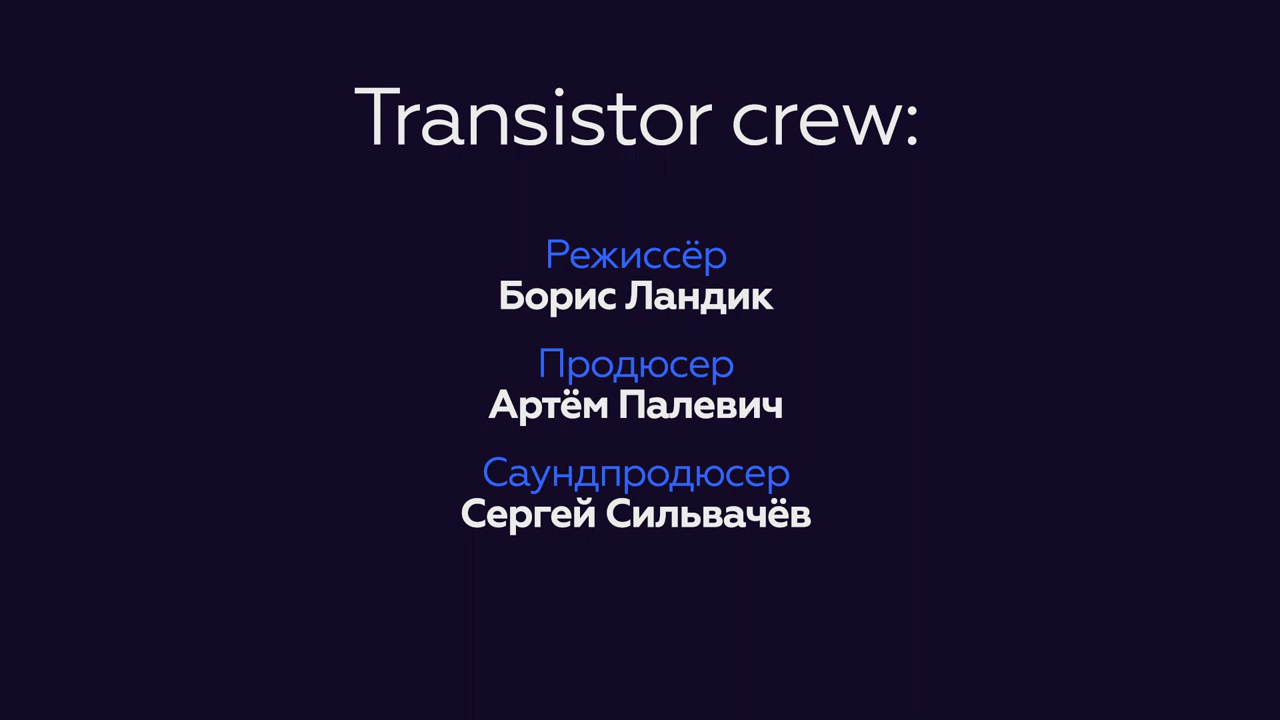 Transistor crew:
Режиссёр
Борис Ландик
Продюсер
Артём Палевич
Саундпродюсер
Сергей Сильвачёв